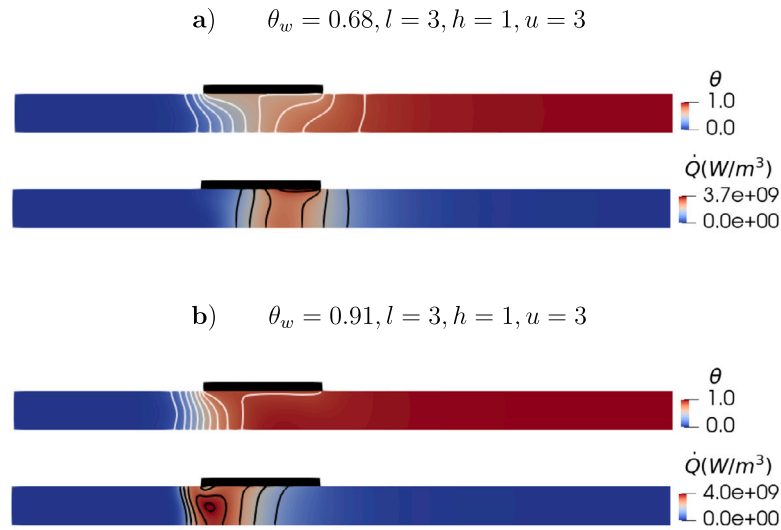 a) θ_w = 0.68, l = 3, h = 1, u = 3
θ
1.0
0.0
Q̇(W/m³)
3.7e+09
0.0e+00
b) θ_w = 0.91, l = 3, h = 1, u = 3
θ
1.0
0.0
Q̇(W/m³)
4.0e+09
0.0e+00